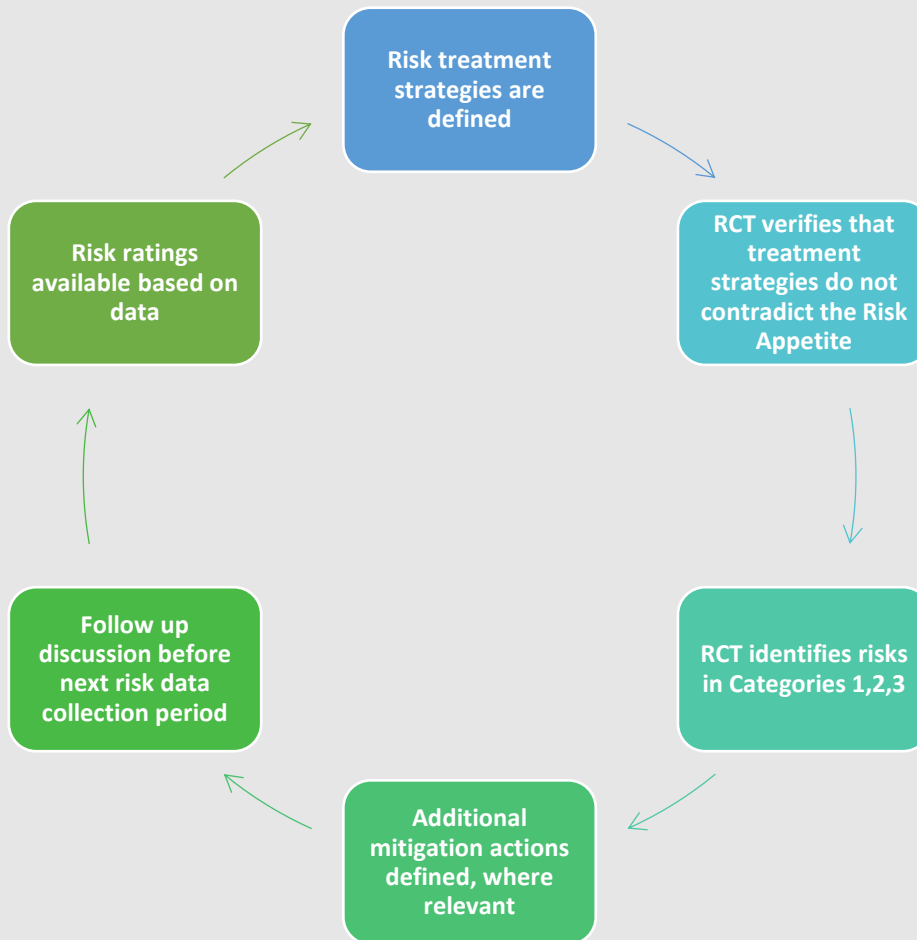 Risk treatment
strategies are
defined
RCT verifies that
treatment
strategies do not
contradict the Risk
Appetite
RCT identifies risks
in Categories 1,2,3
Additional
mitigation actions
defined, where
relevant
Follow up
discussion before
next risk data
collection period
Risk ratings
available based on
data